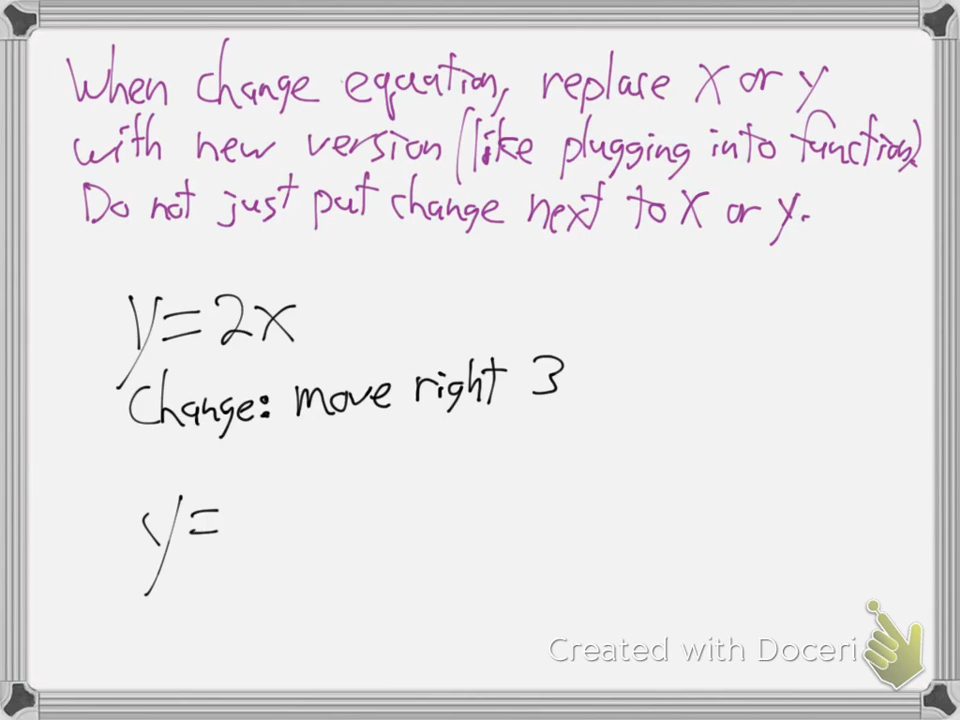 When change equation, replace X or y
with new version (like plugging into function)
Do not just put change next to X or y.
y=2x
Change: move right 3
y=
Created with Doceri